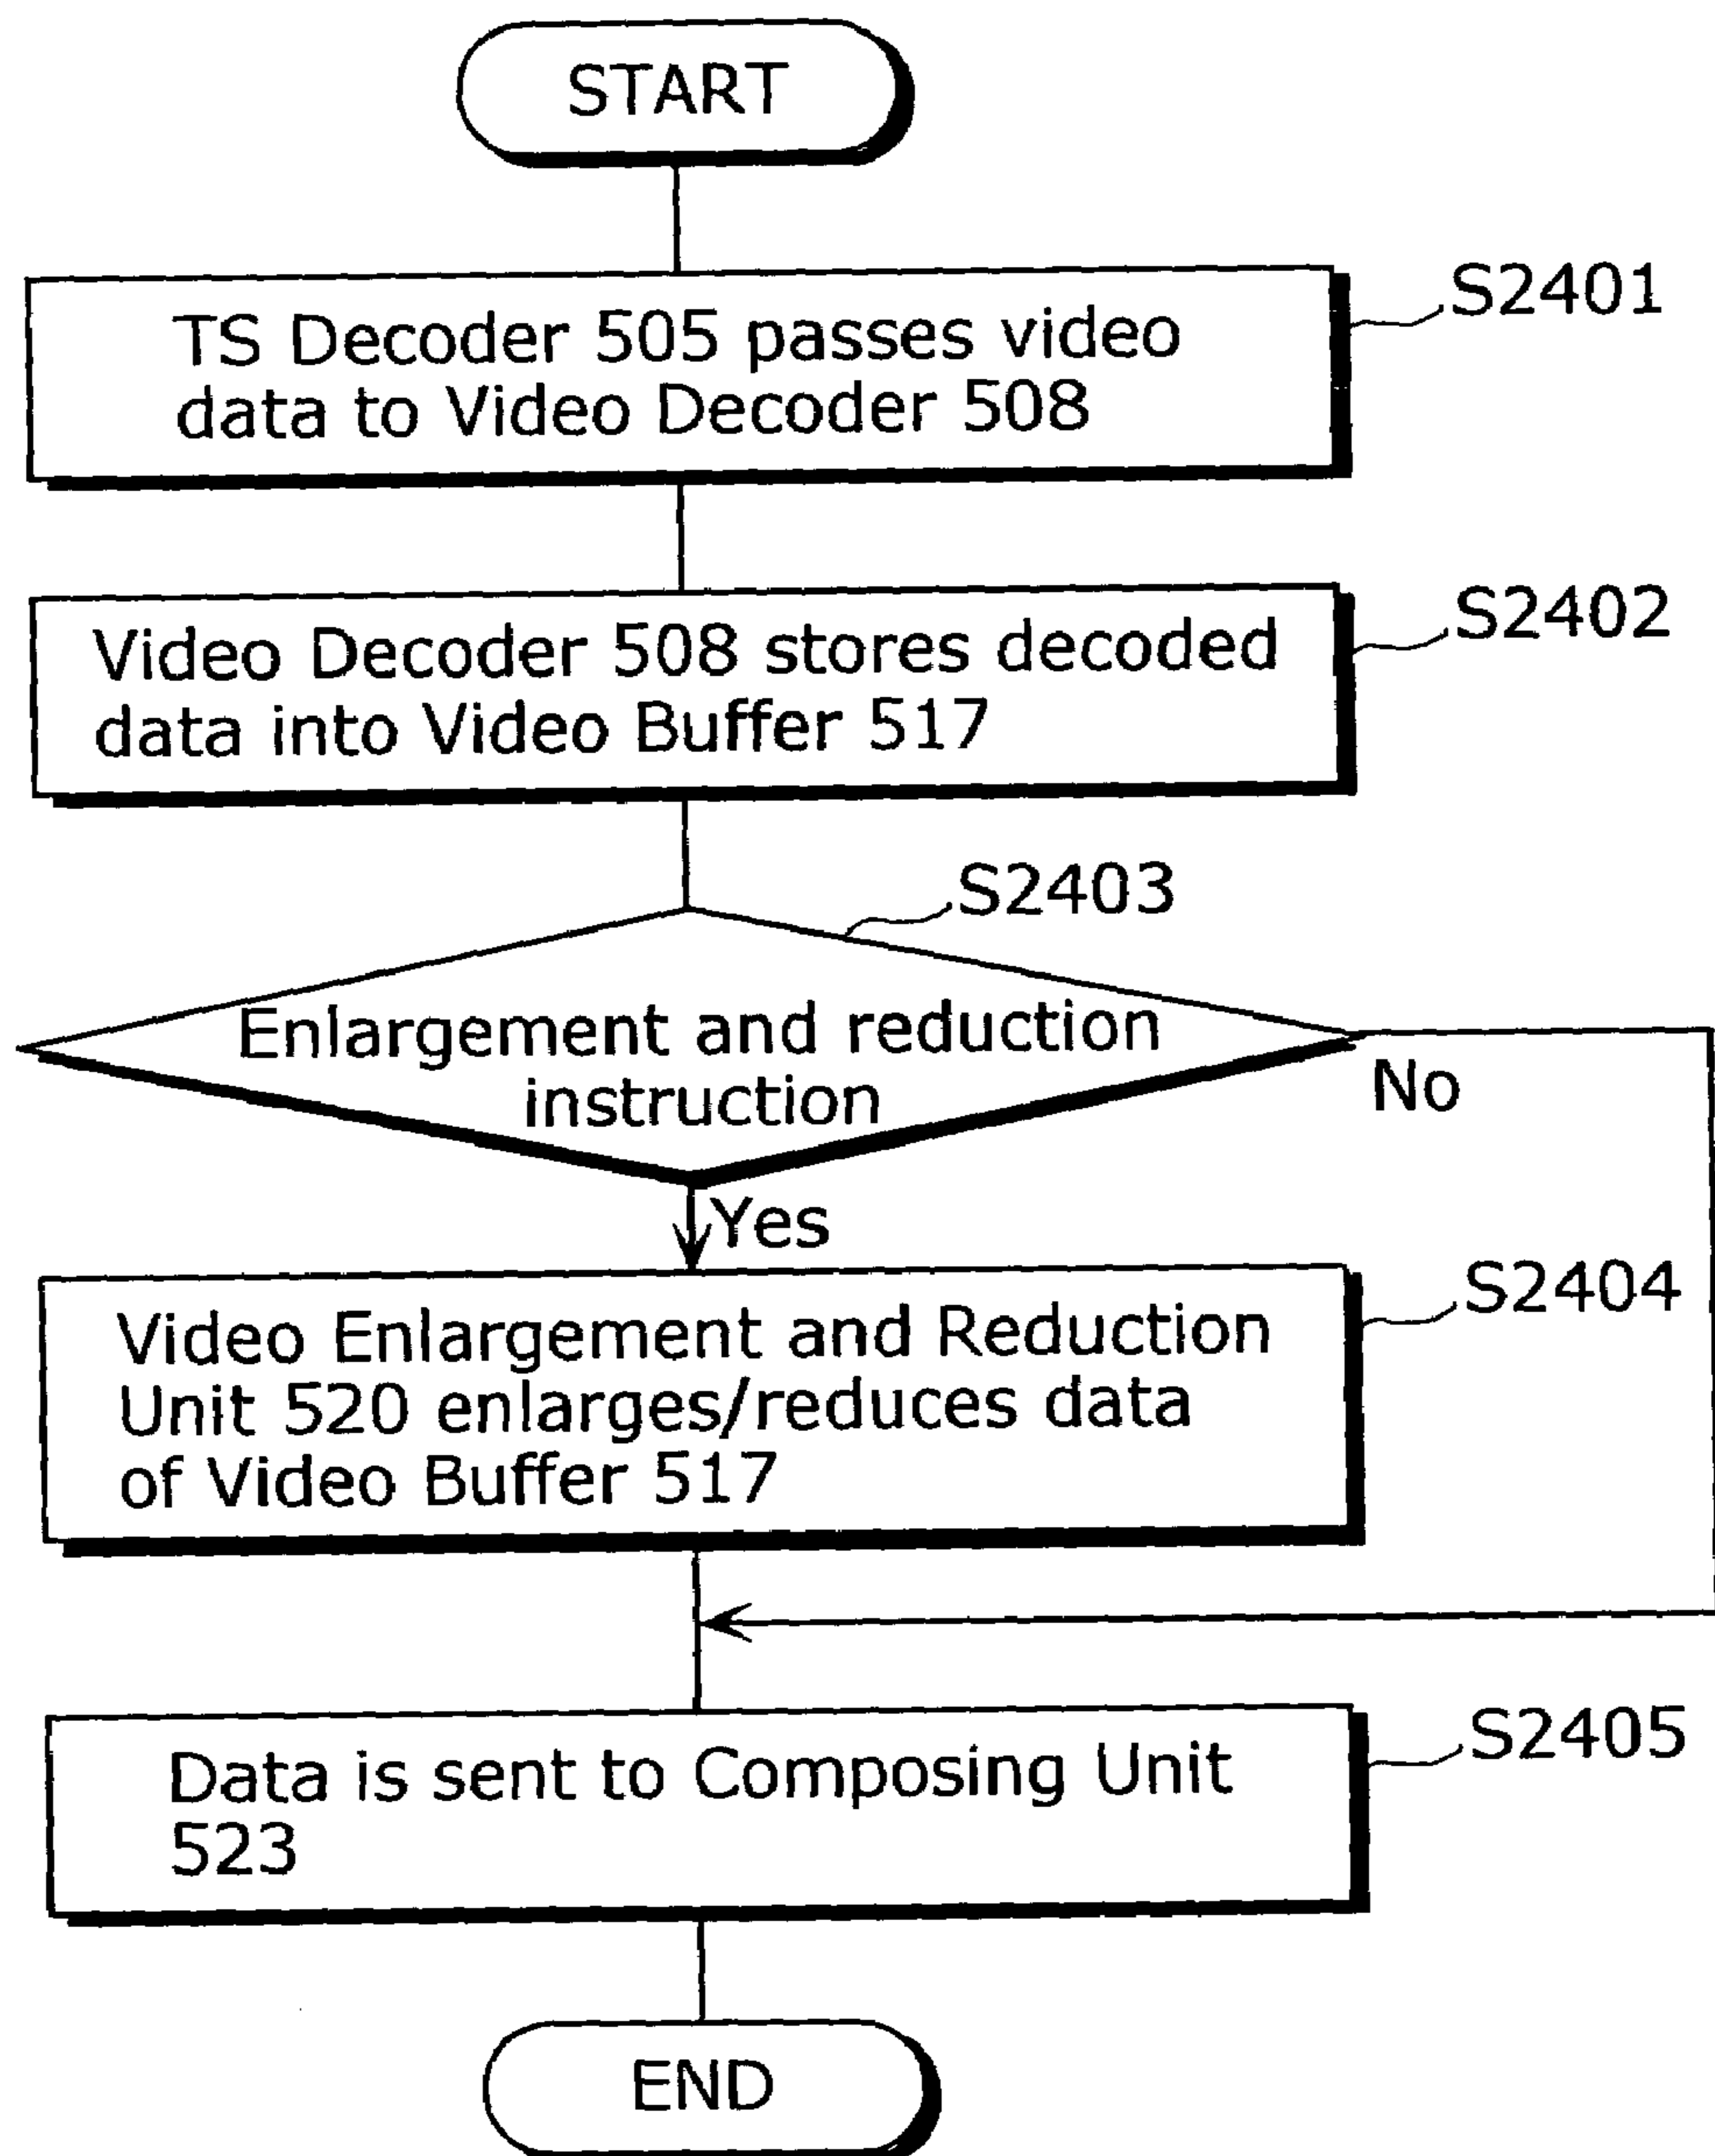 START
S2401
TS Decoder 505 passes video
data to Video Decoder 508
S2402
Video Decoder 508 stores decoded
data into Video Buffer 517
S2403
Enlargement and reduction
instruction
No
Yes
S2404
Video Enlargement and Reduction
Unit 520 enlarges/reduces data
of Video Buffer 517
S2405
Data is sent to Composing Unit
523
END